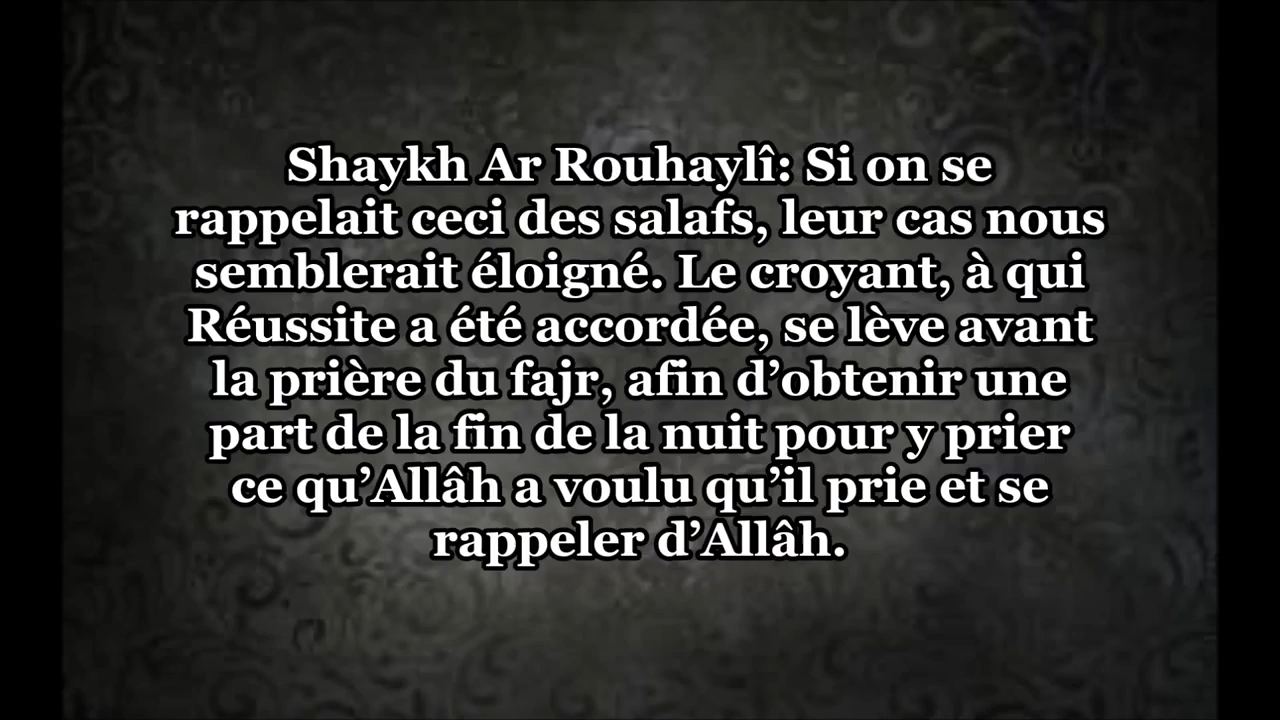 Shaykh Ar Rouhaylî: Si on se
rappelait ceci des salafs, leur cas nous
semblerait éloigné. Le croyant, à qui
Réussite a été accordée, se lève avant
la prière du fajr, afin d’obtenir une
part de la fin de la nuit pour y prier
ce qu’Allâh a voulu qu’il prie et se
rappeler d’Allâh.